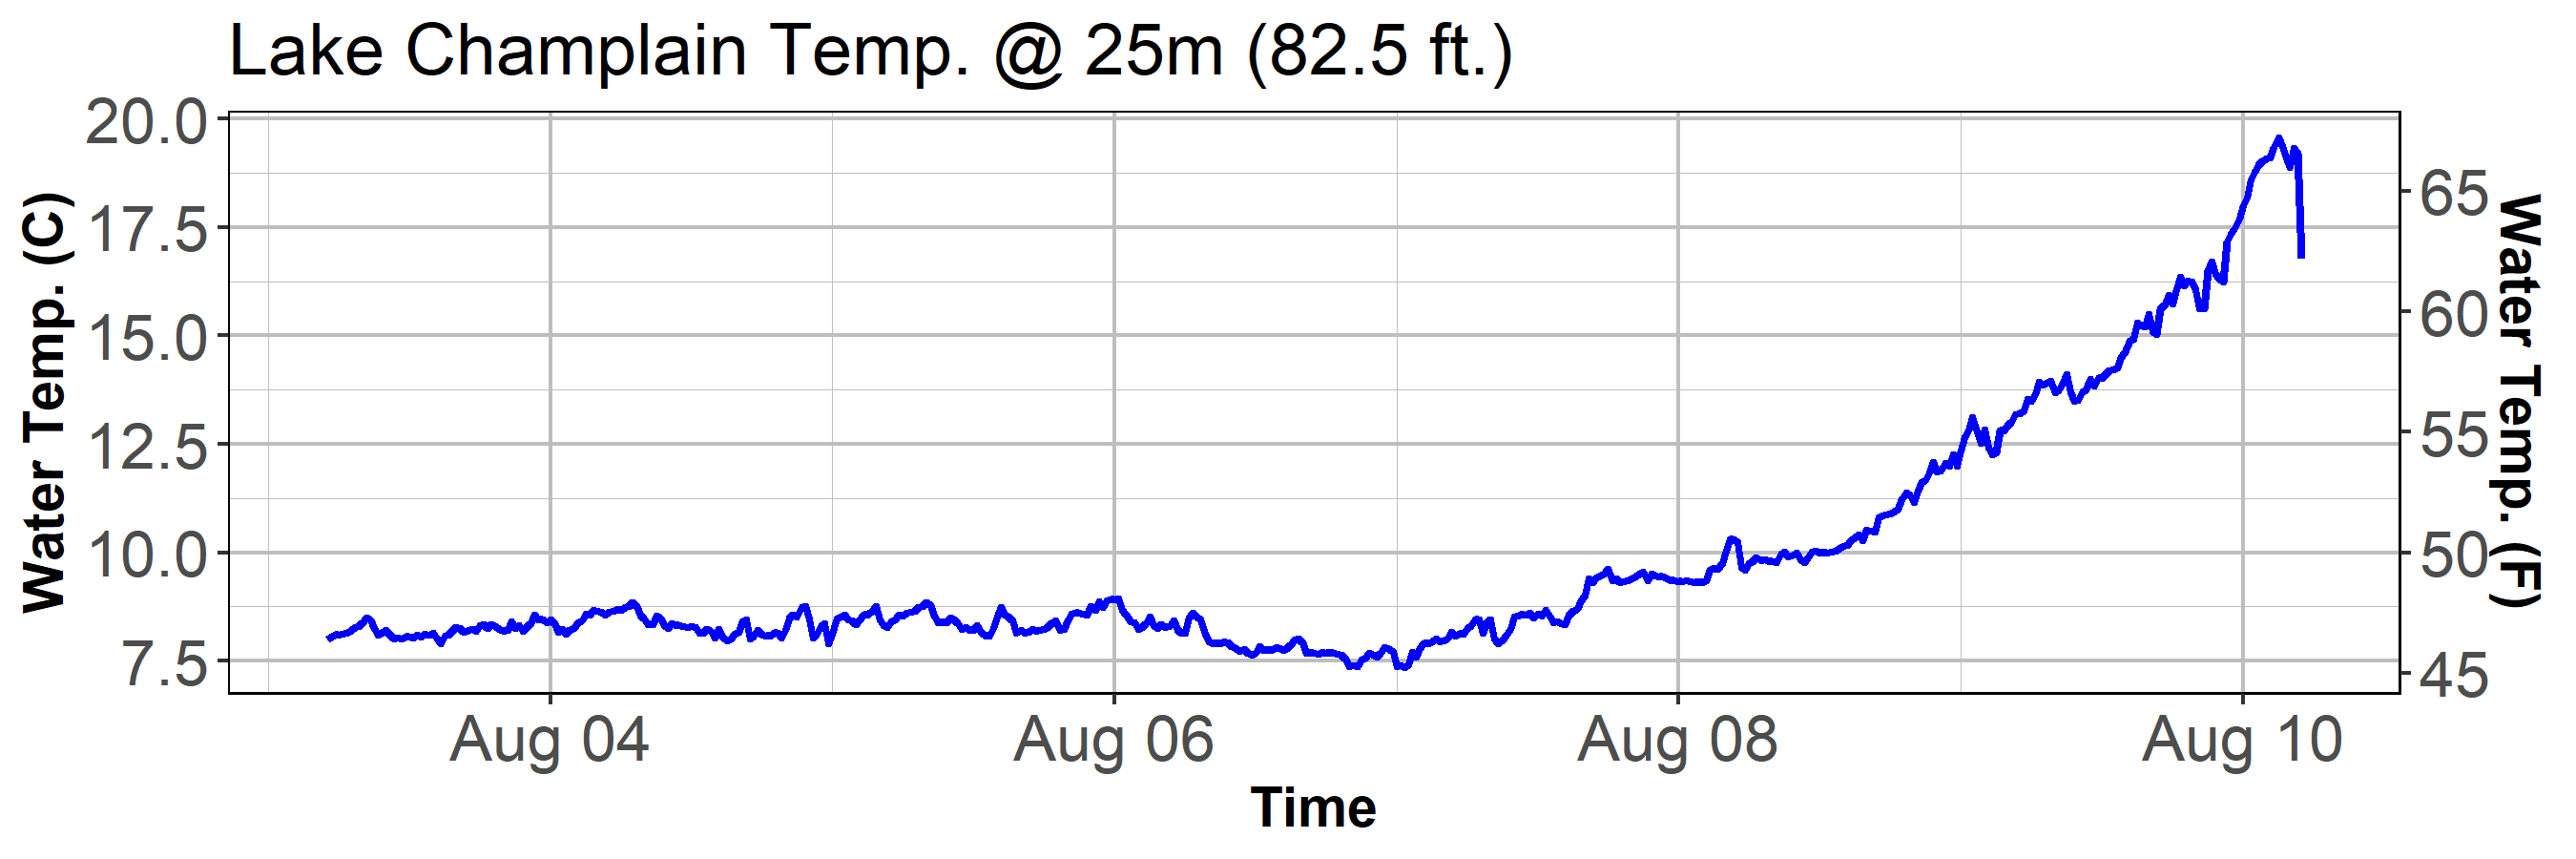 Lake Champlain Temp. @ 25m (82.5 ft.)
Water Temp. (C)
20.0
17.5
15.0
12.5
10.0
7.5
65
60
55
50
45
Water Temp. (F)
Aug 04 Aug 06 Aug 08 Aug 10
Time